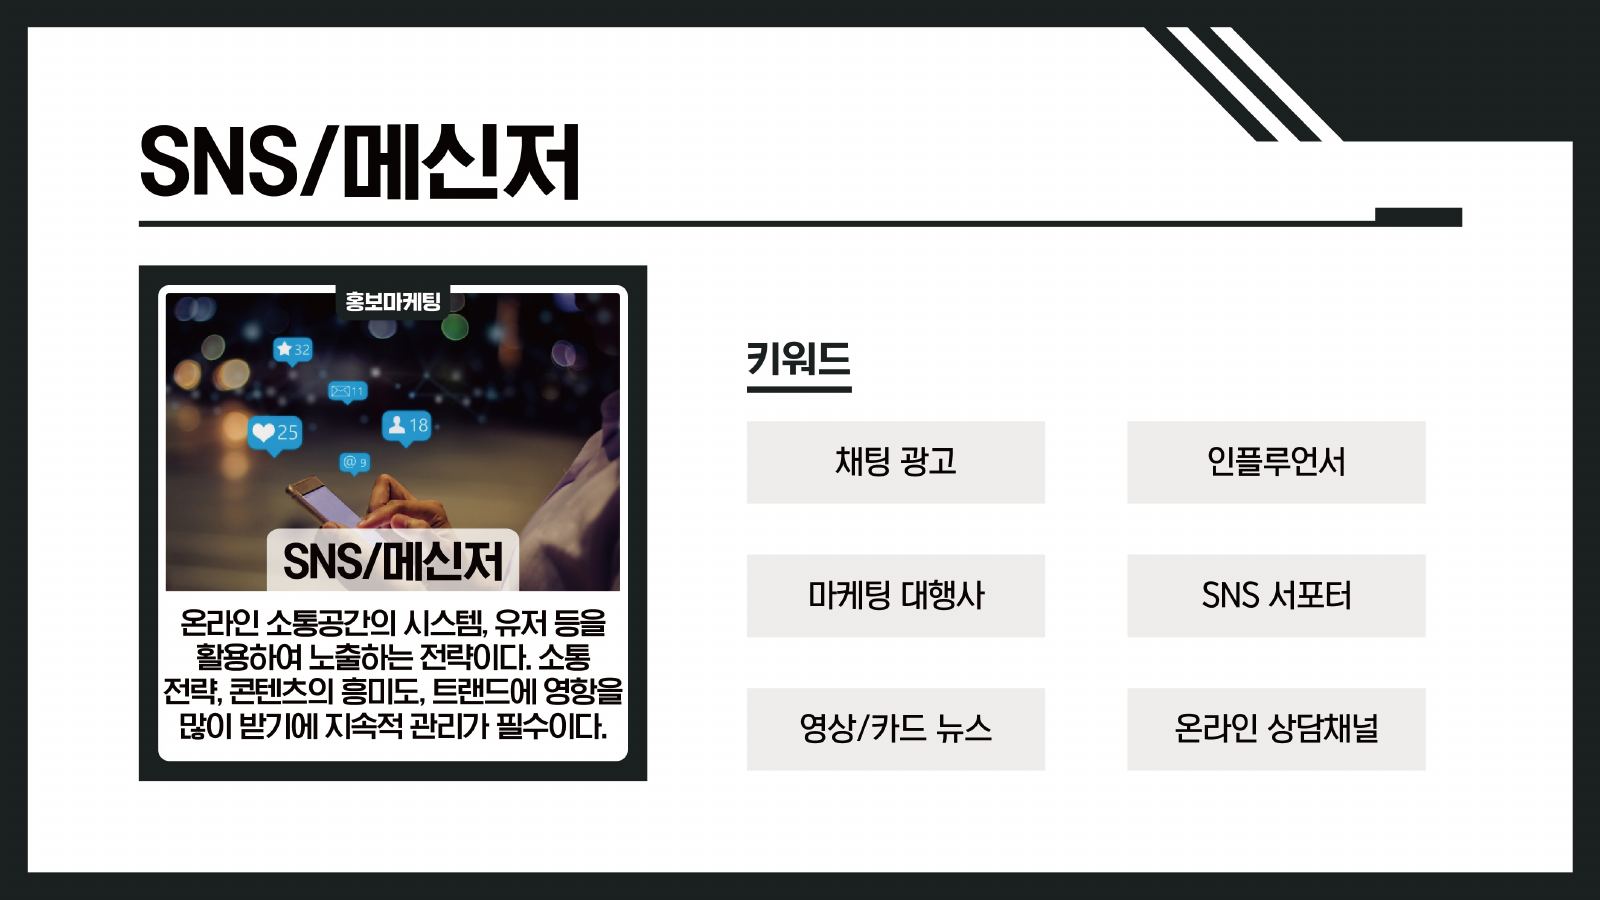 SNS/메신저
홍보마케팅
32
11
25
18
@ 9
SNS/메신저
온라인 소통공간의 시스템, 유저 등을
활용하여 노출하는 전략이다. 소통
전략, 콘텐츠의 흥미도, 트랜드에 영향을
많이 받기에 지속적 관리가 필수이다.
키워드
채팅 광고
인플루언서
마케팅 대행사
SNS 서포터
영상/카드 뉴스
온라인 상담채널